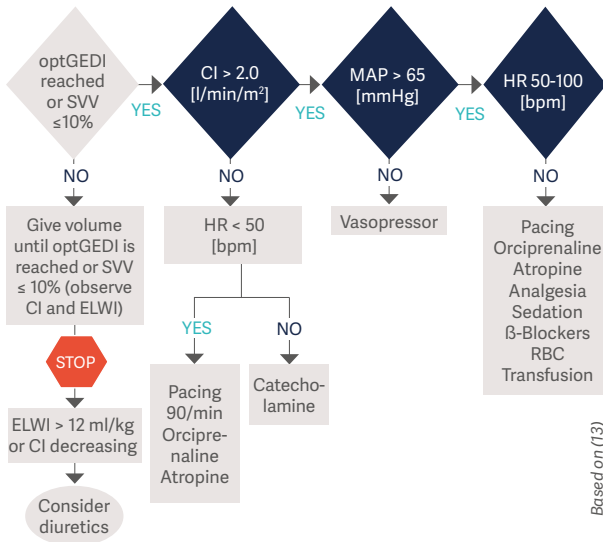 optGEDI
reached
or SVV
≤10%
YES
CI > 2.0
[l/min/m²]
YES
MAP > 65
[mmHg]
YES
HR 50-100
[bpm]
NO
NO
NO
NO
Give volume
until optGEDI is
reached or SVV
≤ 10% (observe
CI and ELWI)
HR < 50
[bpm]
Vasopressor
Pacing
Orciprenaline
Atropine
Analgesia
Sedation
ß-Blockers
RBC
Transfusion
STOP
YES
NO
ELWI > 12 ml/kg
or CI decreasing
Pacing
90/min
Orcipre-
naline
Atropine
Catecho-
lamine
Consider
diuretics
Based on (13)